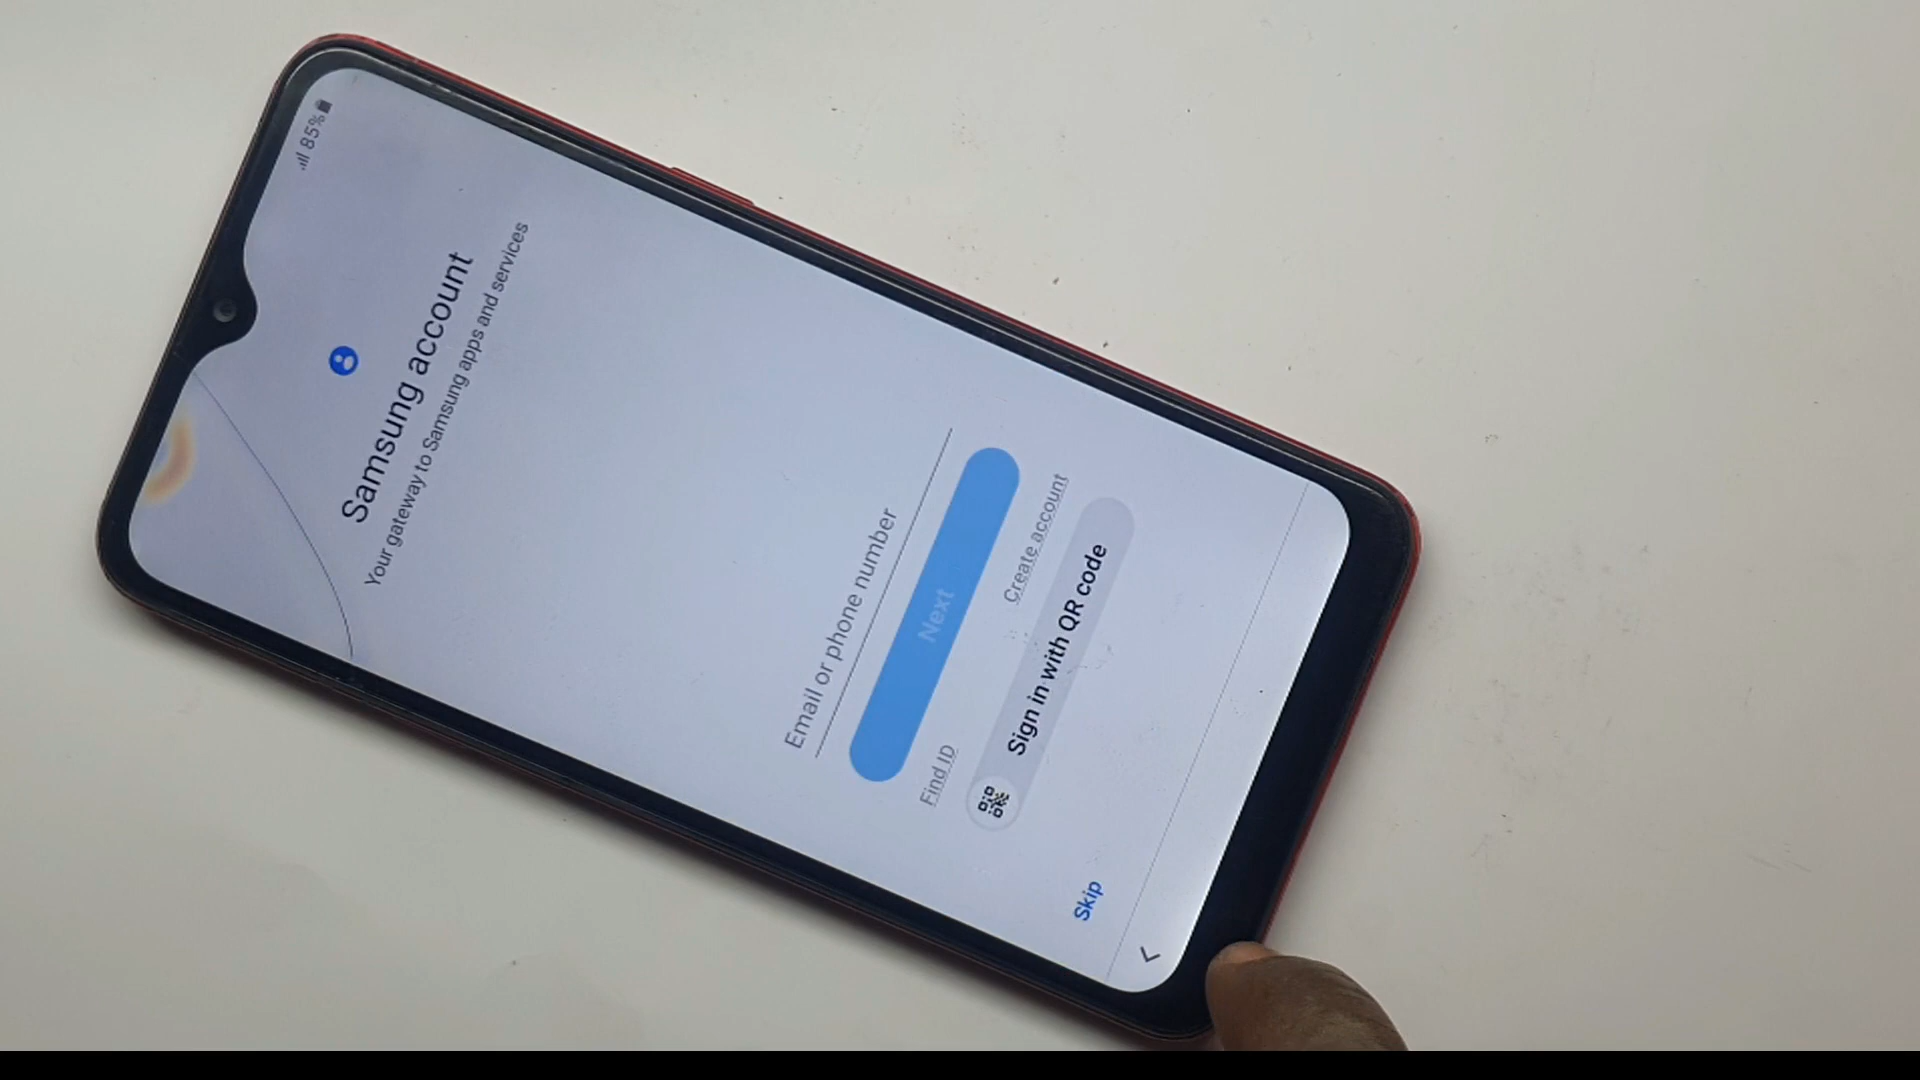 85%
Samsung account
Your gateway to Samsung apps and services
Email or phone number
Next
Find ID
Create account
Sign in with QR code
Skip